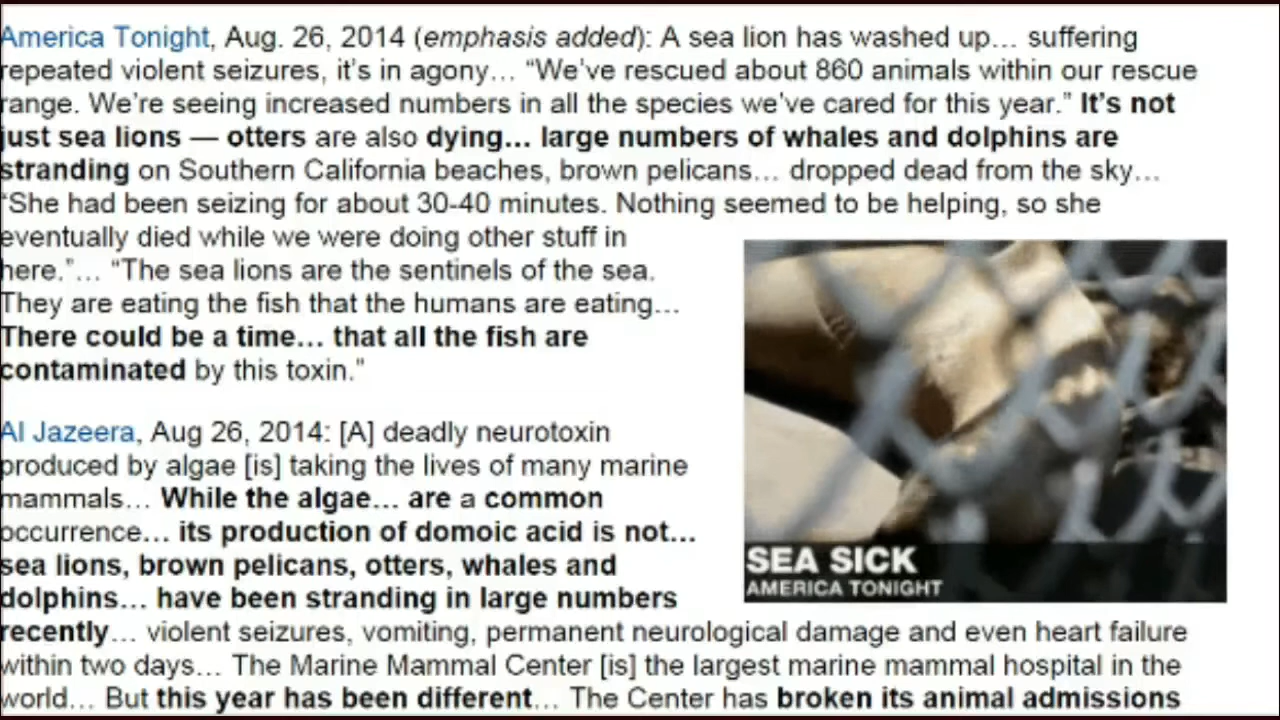 America Tonight, Aug. 26, 2014 (emphasis added): A sea lion has washed up… suffering
repeated violent seizures, it’s in agony… “We’ve rescued about 860 animals within our rescue
range. We’re seeing increased numbers in all the species we’ve cared for this year.” It’s not
just sea lions — otters are also dying… large numbers of whales and dolphins are
stranding on Southern California beaches, brown pelicans… dropped dead from the sky…
“She had been seizing for about 30-40 minutes. Nothing seemed to be helping, so she
eventually died while we were doing other stuff in
here.”… “The sea lions are the sentinels of the sea.
They are eating the fish that the humans are eating…
There could be a time… that all the fish are
contaminated by this toxin.”
Al Jazeera, Aug 26, 2014: [A] deadly neurotoxin
produced by algae [is] taking the lives of many marine
mammals… While the algae… are a common
occurrence… its production of domoic acid is not…
sea lions, brown pelicans, otters, whales and
dolphins… have been stranding in large numbers
recently… violent seizures, vomiting, permanent neurological damage and even heart failure
within two days… The Marine Mammal Center [is] the largest marine mammal hospital in the
world… But this year has been different… The Center has broken its animal admissions
SEA SICK
AMERICA TONIGHT